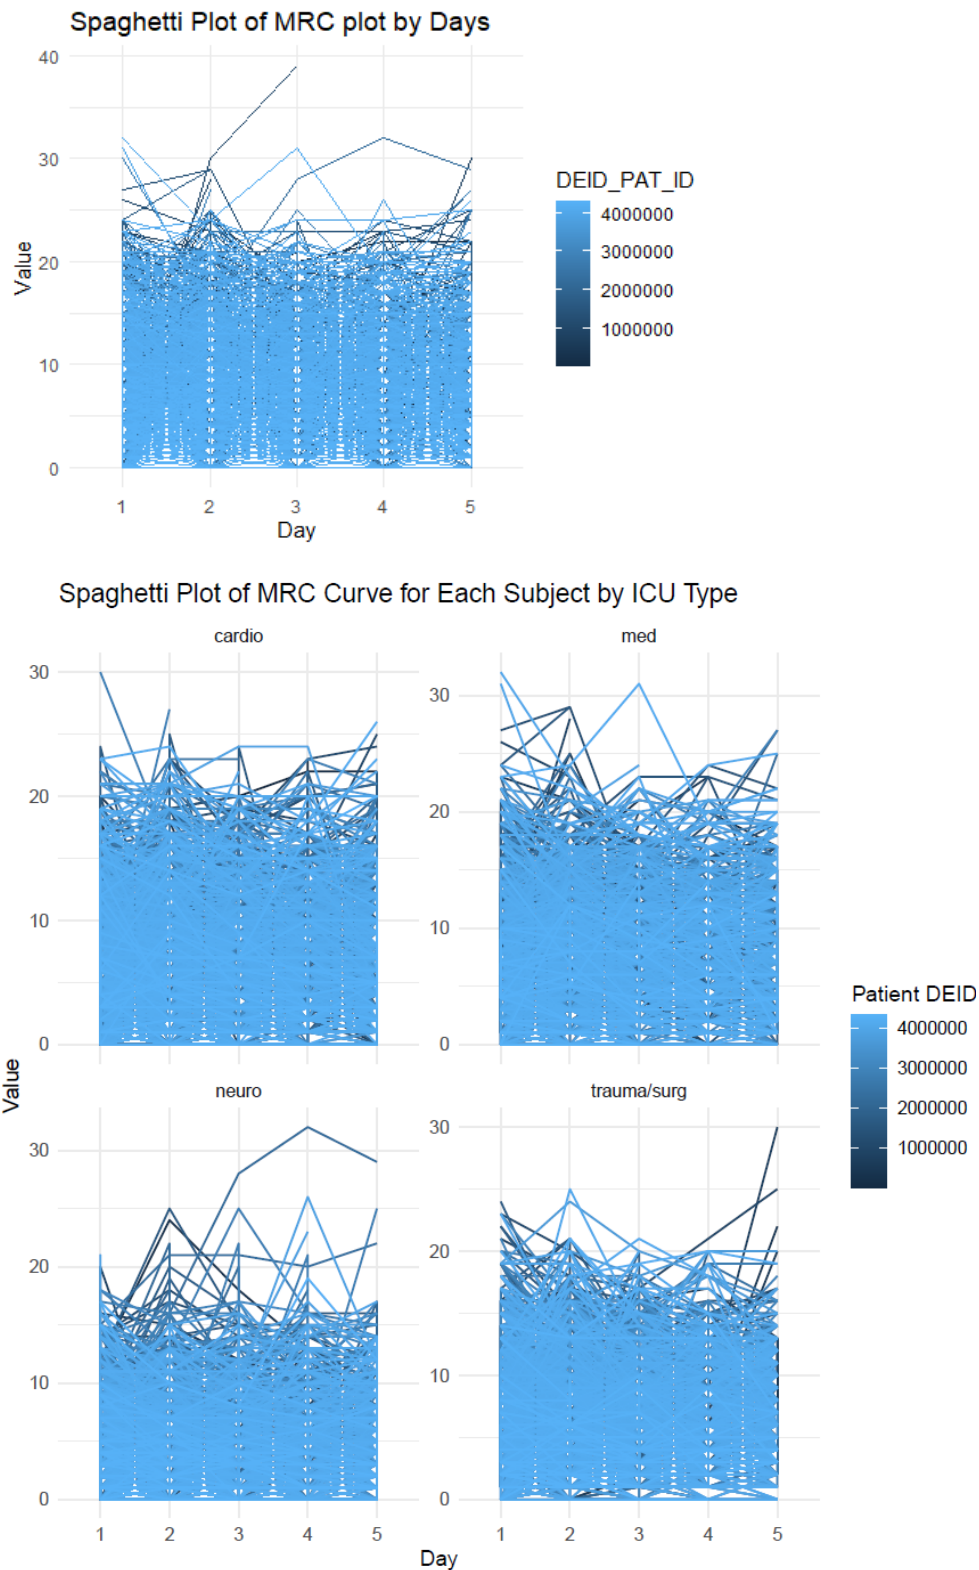 Spaghetti Plot of MRC plot by Days
40
30
20
10
0
Value
1 2 3 4 5
Day
DEID_PAT_ID
4000000
3000000
2000000
1000000
Spaghetti Plot of MRC Curve for Each Subject by ICU Type
cardio med
30
20
10
0
30
20
10
0
neuro trauma/surg
30
20
10
0
30
20
10
0
Value
1 2 3 4 5 1 2 3 4 5
Day
Patient DEID
4000000
3000000
2000000
1000000